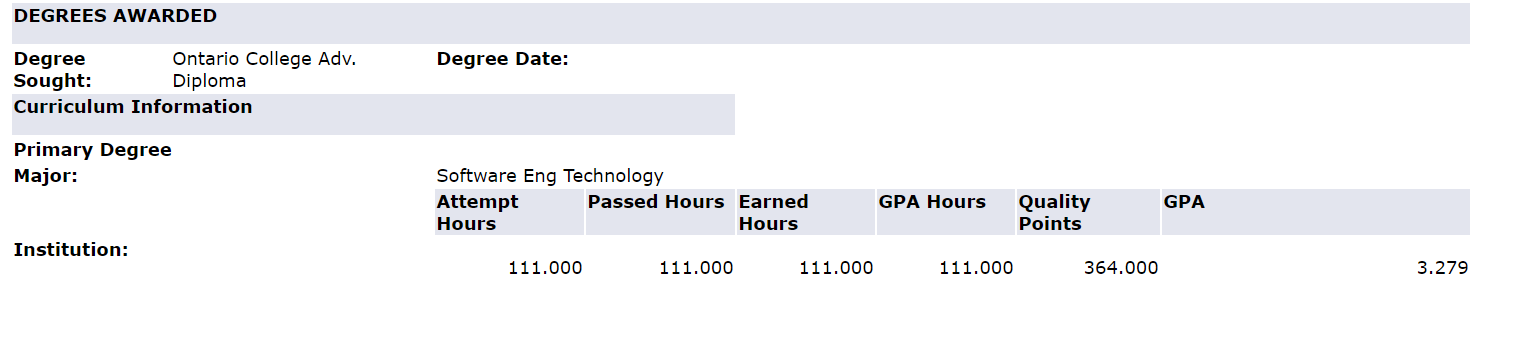 DEGREES AWARDED
Degree Sought: Ontario College Adv. Diploma Degree Date:
Curriculum Information
Primary Degree
Major: Software Eng Technology
Attempt Hours Passed Hours Earned Hours GPA Hours Quality Points GPA
Institution:
111.000 111.000 111.000 111.000 364.000 3.279